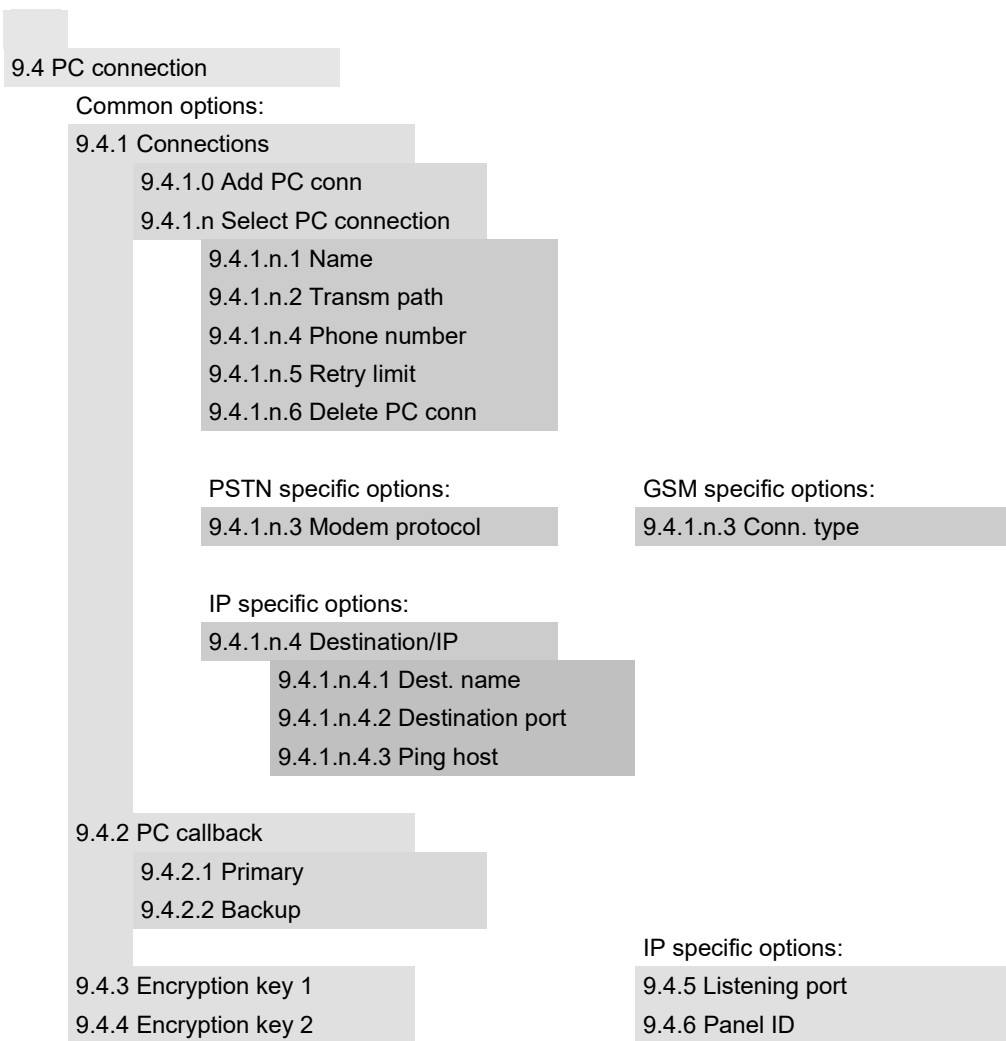 9.4 PC connection
Common options:
9.4.1 Connections
9.4.1.0 Add PC conn
9.4.1.n Select PC connection
9.4.1.n.1 Name
9.4.1.n.2 Transm path
9.4.1.n.4 Phone number
9.4.1.n.5 Retry limit
9.4.1.n.6 Delete PC conn
PSTN specific options:
GSM specific options:
9.4.1.n.3 Modem protocol
9.4.1.n.3 Conn. type
IP specific options:
9.4.1.n.4 Destination/IP
9.4.1.n.4.1 Dest. name
9.4.1.n.4.2 Destination port
9.4.1.n.4.3 Ping host
9.4.2 PC callback
9.4.2.1 Primary
9.4.2.2 Backup
IP specific options:
9.4.3 Encryption key 1
9.4.5 Listening port
9.4.4 Encryption key 2
9.4.6 Panel ID